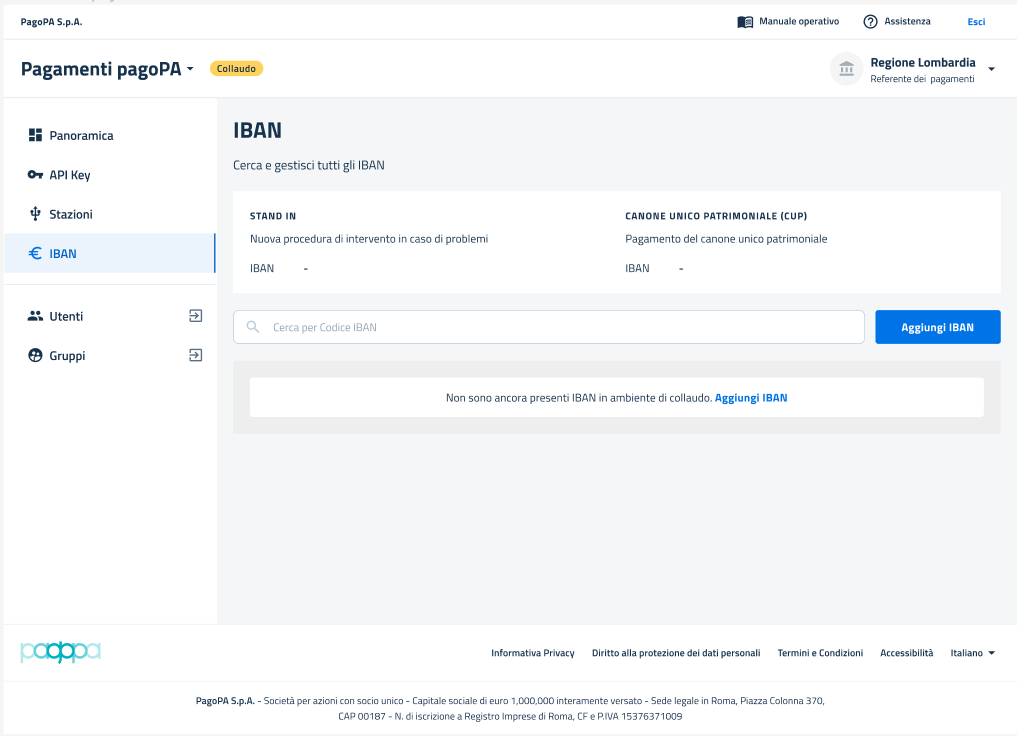 PagoPA S.p.A.
Manuale operativo
Assistenza
Esci
Pagamenti pagoPA
Collaudo
Regione Lombardia
Referente dei pagamenti
Panoramica
API Key
Stazioni
IBAN
Utenti
Gruppi
IBAN
Cerca e gestisci tutti gli IBAN
STAND IN
Nuova procedura di intervento in caso di problemi
IBAN -
CANONE UNICO PATRIMONIALE (CUP)
Pagamento del canone unico patrimoniale
IBAN -
Cerca per Codice IBAN
Aggiungi IBAN
Non sono ancora presenti IBAN in ambiente di collaudo. Aggiungi IBAN
pagopa
Informativa Privacy
Diritto alla protezione dei dati personali
Termini e Condizioni
Accessibilità
Italiano
PagoPA S.p.A. - Società per azioni con socio unico - Capitale sociale di euro 1,000,000 interamente versato - Sede legale in Roma, Piazza Colonna 370,
CAP 00187 - N. di iscrizione a Registro Imprese di Roma, CF e P.IVA 15376371009